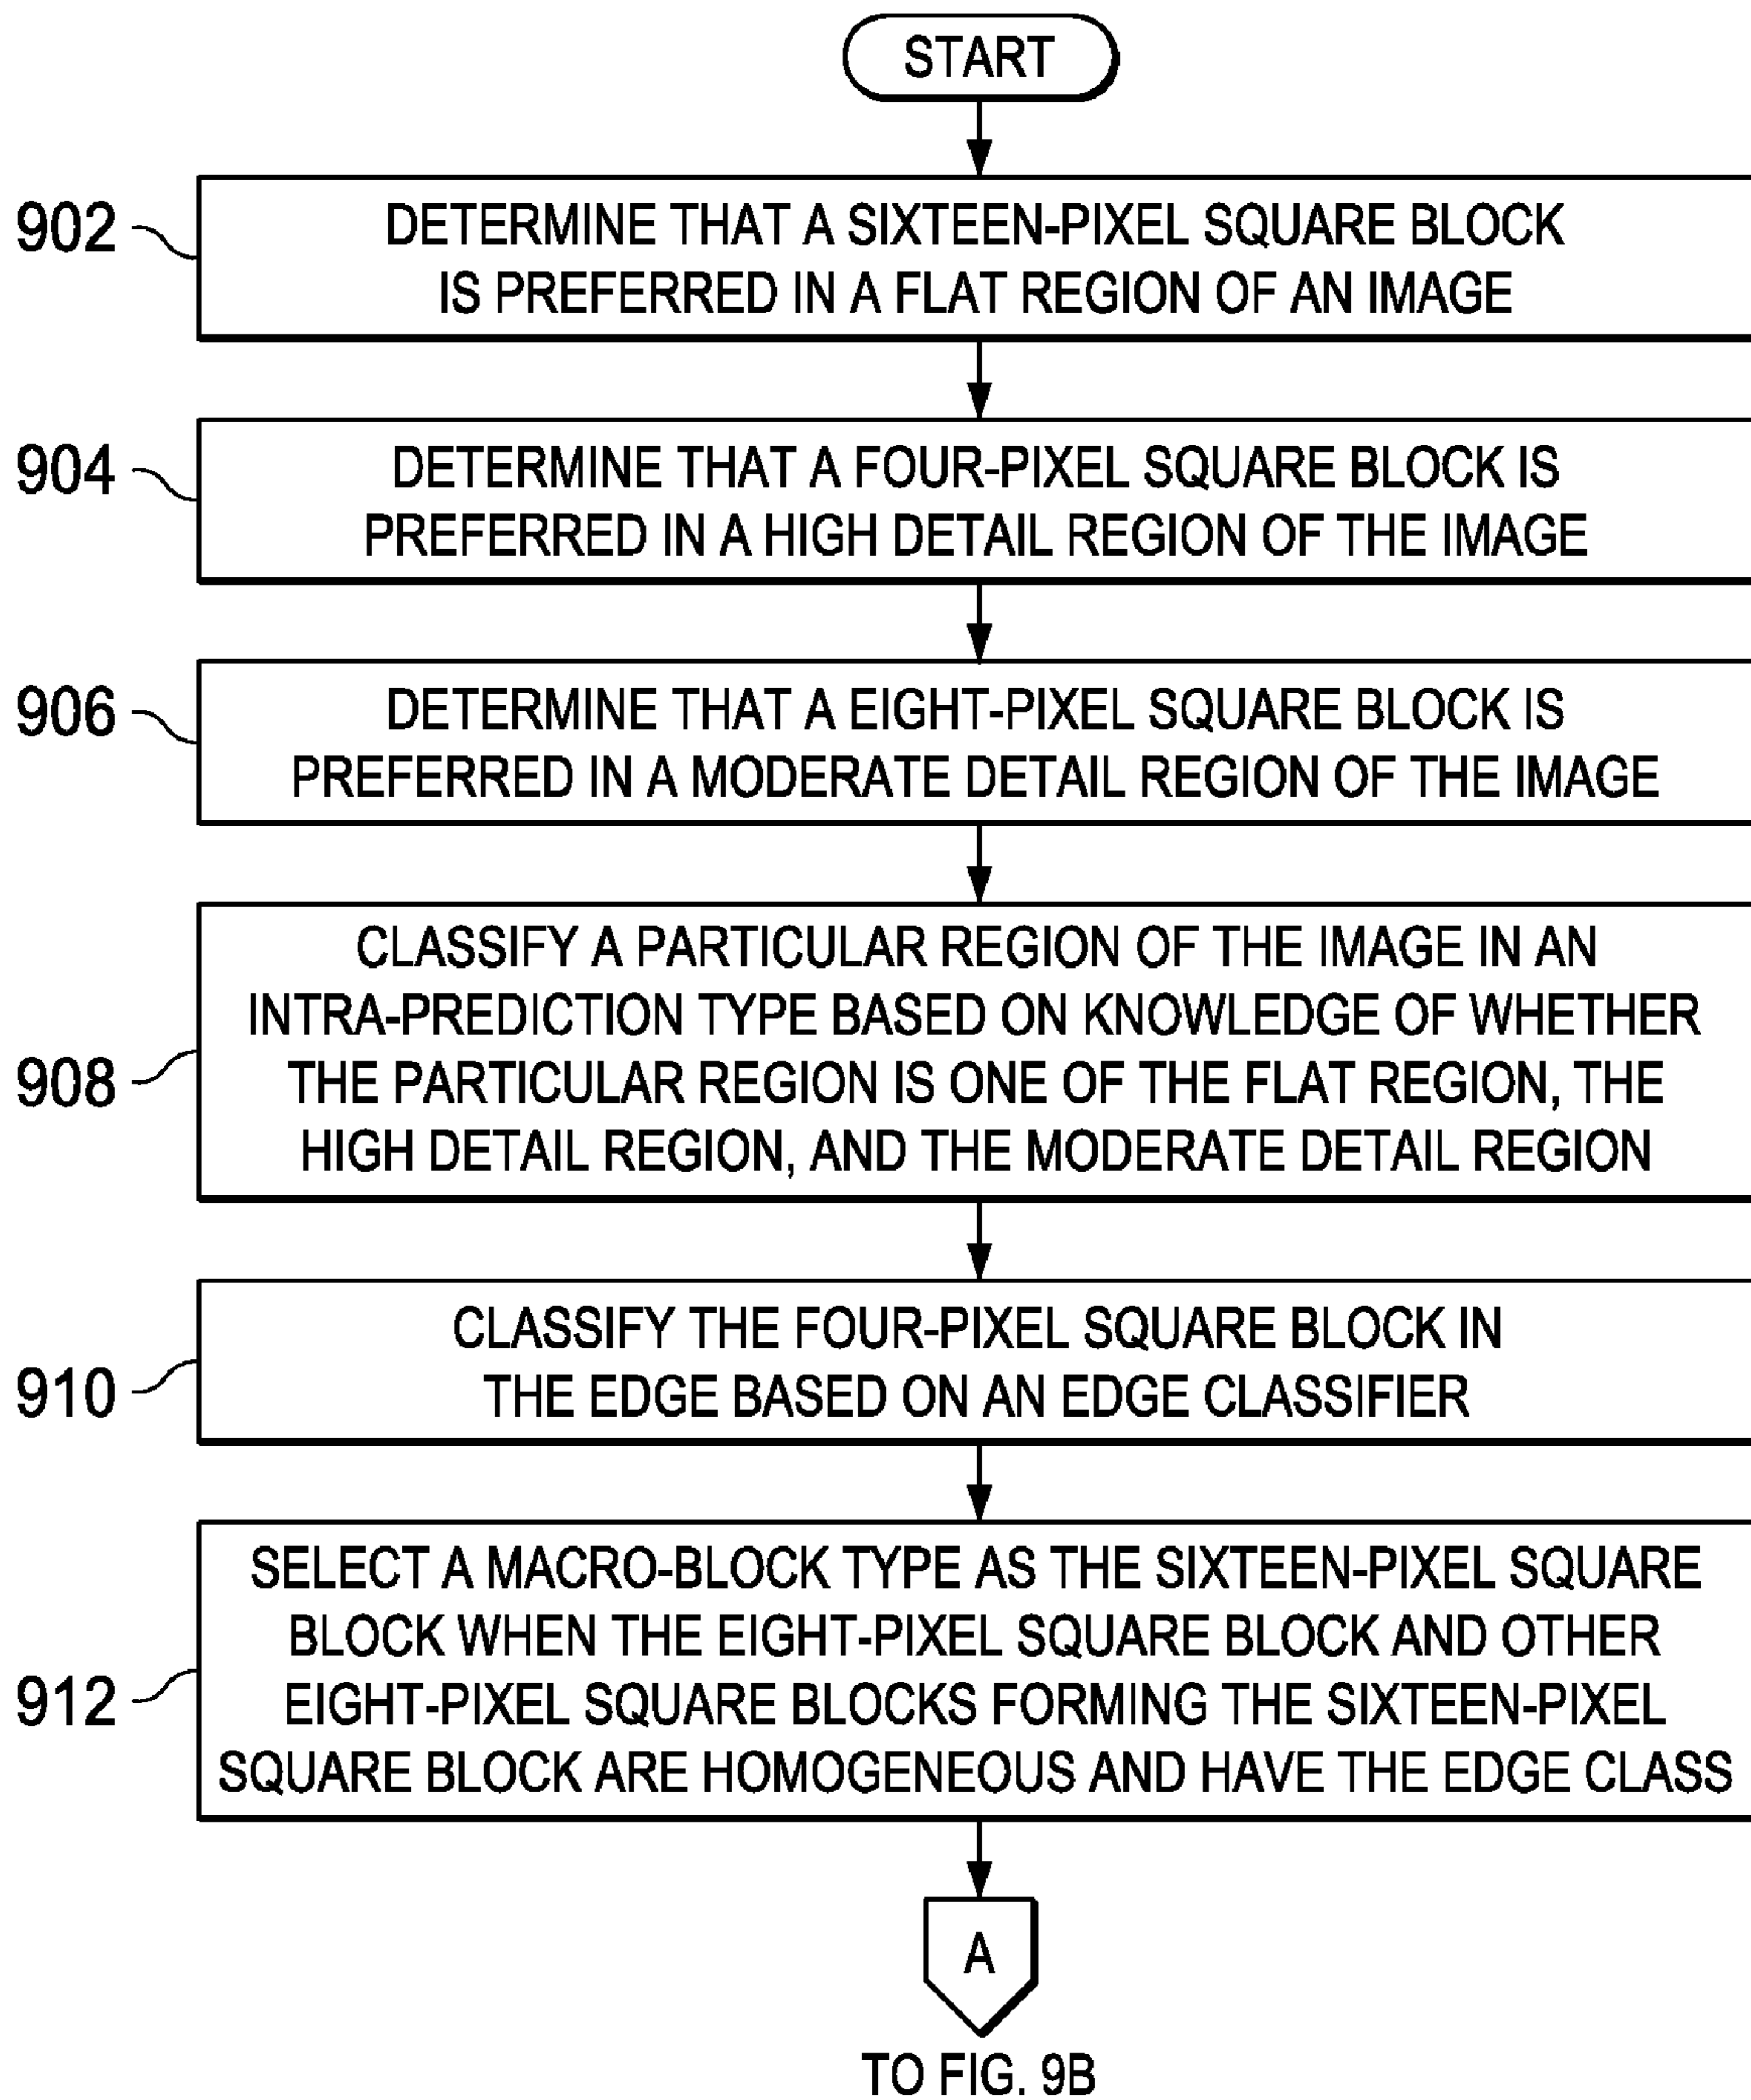 START
902
DETERMINE THAT A SIXTEEN-PIXEL SQUARE BLOCK
IS PREFERRED IN A FLAT REGION OF AN IMAGE
904
DETERMINE THAT A FOUR-PIXEL SQUARE BLOCK IS
PREFERRED IN A HIGH DETAIL REGION OF THE IMAGE
906
DETERMINE THAT A EIGHT-PIXEL SQUARE BLOCK IS
PREFERRED IN A MODERATE DETAIL REGION OF THE IMAGE
908
CLASSIFY A PARTICULAR REGION OF THE IMAGE IN AN
INTRA-PREDICTION TYPE BASED ON KNOWLEDGE OF WHETHER
THE PARTICULAR REGION IS ONE OF THE FLAT REGION, THE
HIGH DETAIL REGION, AND THE MODERATE DETAIL REGION
910
CLASSIFY THE FOUR-PIXEL SQUARE BLOCK IN
THE EDGE BASED ON AN EDGE CLASSIFIER
912
SELECT A MACRO-BLOCK TYPE AS THE SIXTEEN-PIXEL SQUARE
BLOCK WHEN THE EIGHT-PIXEL SQUARE BLOCK AND OTHER
EIGHT-PIXEL SQUARE BLOCKS FORMING THE SIXTEEN-PIXEL
SQUARE BLOCK ARE HOMOGENEOUS AND HAVE THE EDGE CLASS
A
TO FIG. 9B